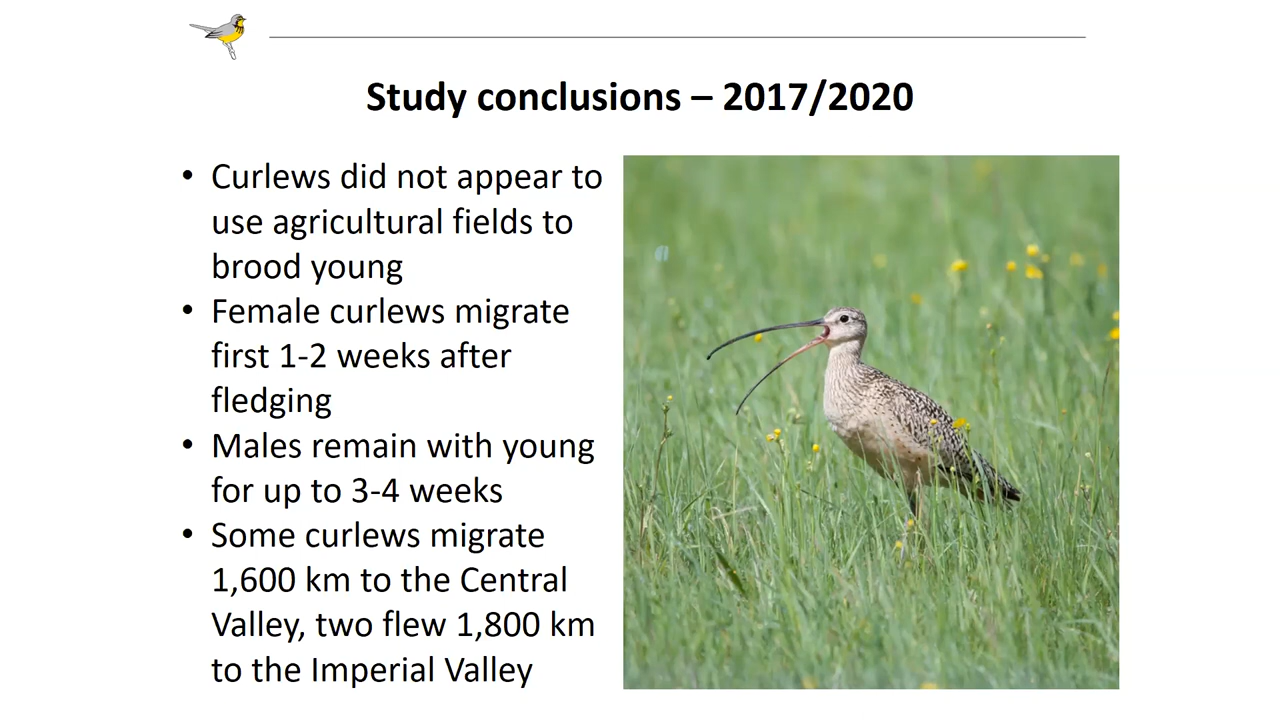 Study conclusions – 2017/2020
• Curlews did not appear to
use agricultural fields to
brood young
• Female curlews migrate
first 1-2 weeks after
fledging
• Males remain with young
for up to 3-4 weeks
• Some curlews migrate
1,600 km to the Central
Valley, two flew 1,800 km
to the Imperial Valley